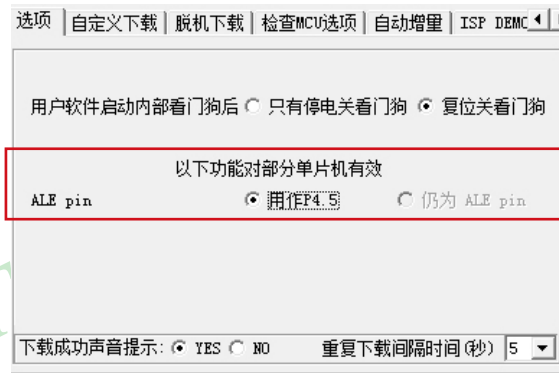 选项 自定义下载 脱机下载 检查MCU选项 自动增量 ISP DEMO
用户软件启动内部看门狗后 只有停电关看门狗 复位关看门狗
以下功能对部分单片机有效
ALE pin 用作P4.5 仍为 ALE pin
下载成功声音提示: YES NO 重复下载间隔时间(秒) 5